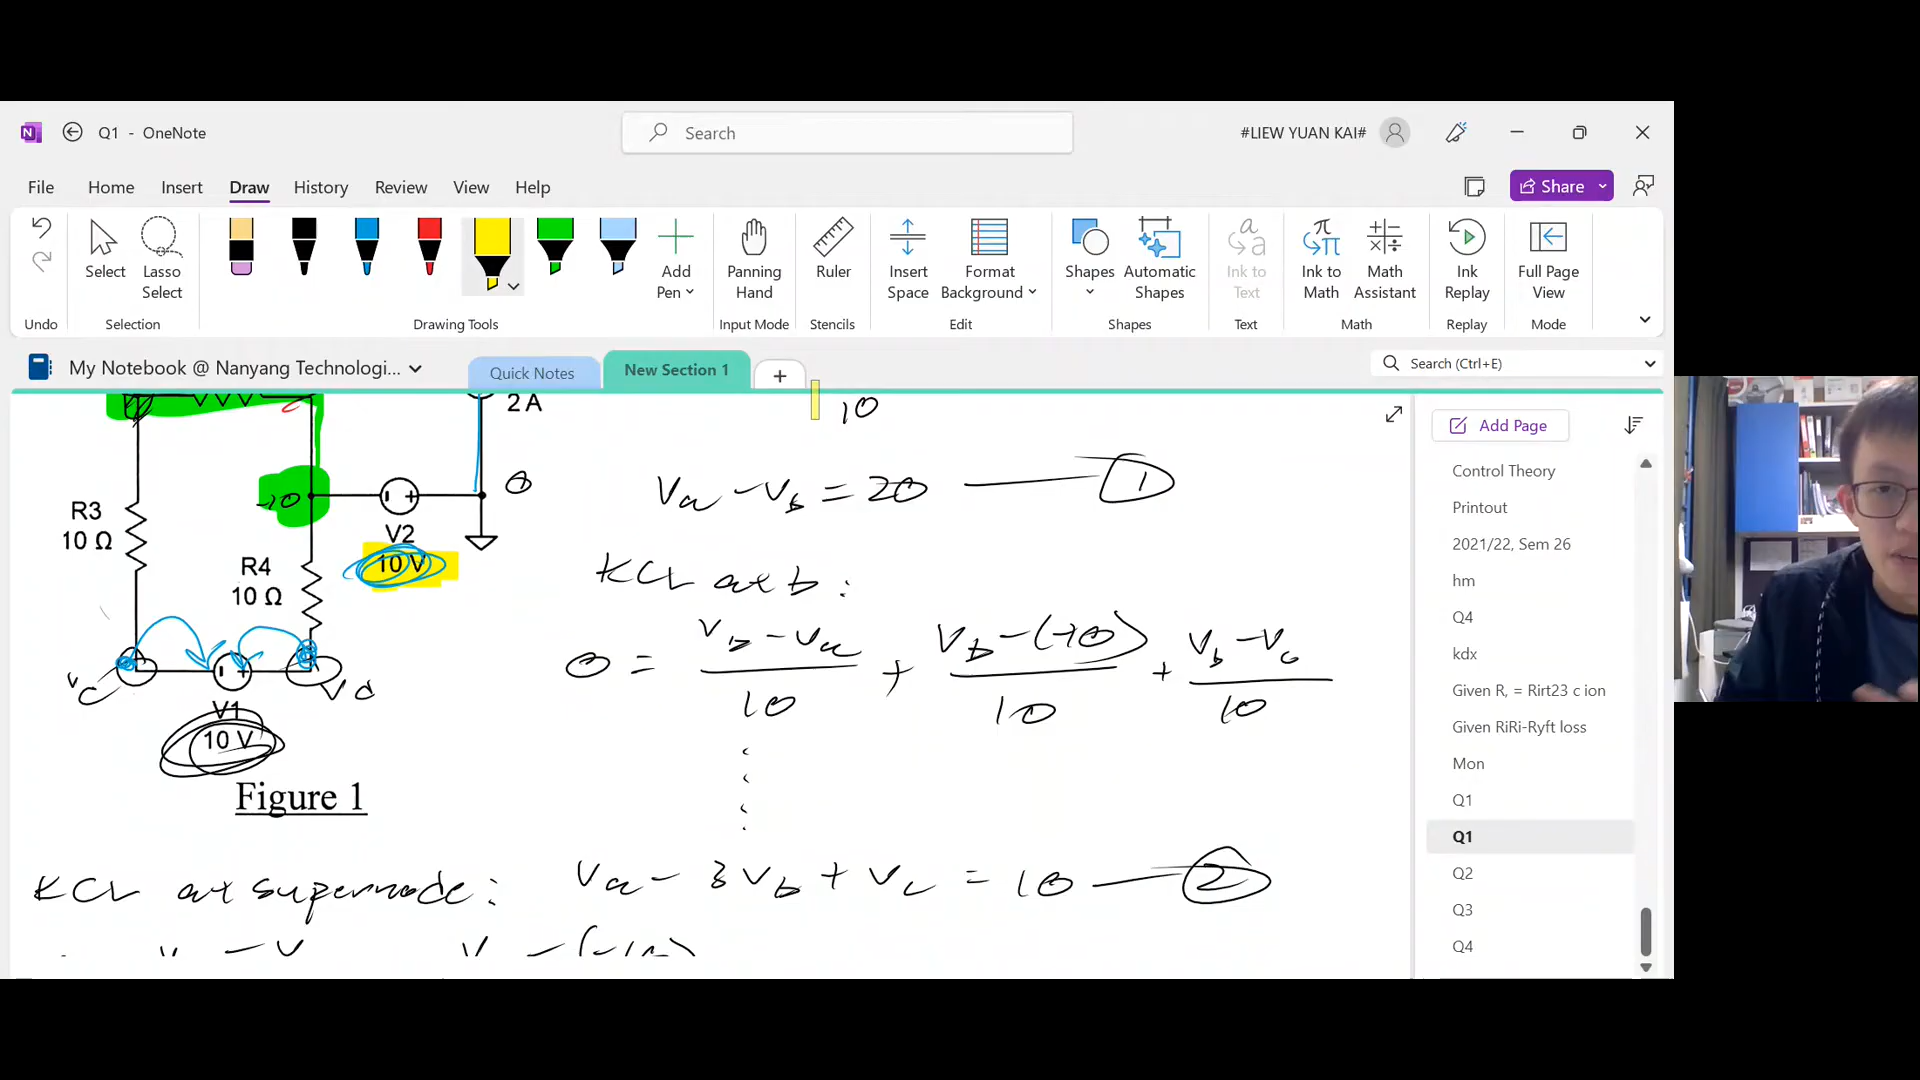 Q1 - OneNote
Search
#LIEW YUAN KAI#
File Home Insert Draw History Review View Help
Share
Select
Lasso Select
Add Pen
Panning Hand
Ruler
Insert Space
Format Background
Shapes
Automatic Shapes
Ink to Text
Ink to Math
Math Assistant
Ink Replay
Full Page View
Undo Selection Drawing Tools Input Mode Stencils Edit Shapes Text Math Replay Mode
My Notebook @ Nanyang Technologi...
Quick Notes
New Section 1
+
Search (Ctrl+E)
Add Page
Control Theory
Printout
2021/22, Sem 26
hm
Q4
kdx
Given R, = Rirt23 c ion
Given RiRi-Ryft loss
Mon
Q1
Q1
Q2
Q3
Q4
2 A
-10
0
R3
10 Ω
V2
10 V
R4
10 Ω
Vc
Vd
V1
10 V
Figure 1
10
Va - Vb = 20 — 1
KCL at b:
0 = Vb - Va / 10 + Vb - (-10) / 10 + Vb - Vc / 10
Va - 3Vb + Vc = 10 — 2
KCL at supernode: